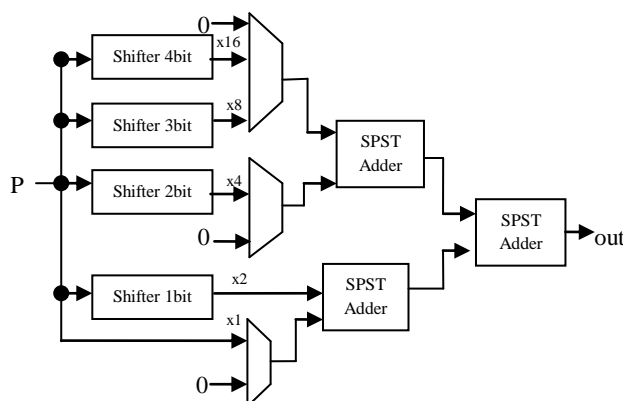 0
x16
Shifter 4bit
x8
Shifter 3bit
SPST
Adder
P
Shifter 2bit
x4
0
SPST
Adder
out
x2
Shifter 1bit
SPST
Adder
x1
0